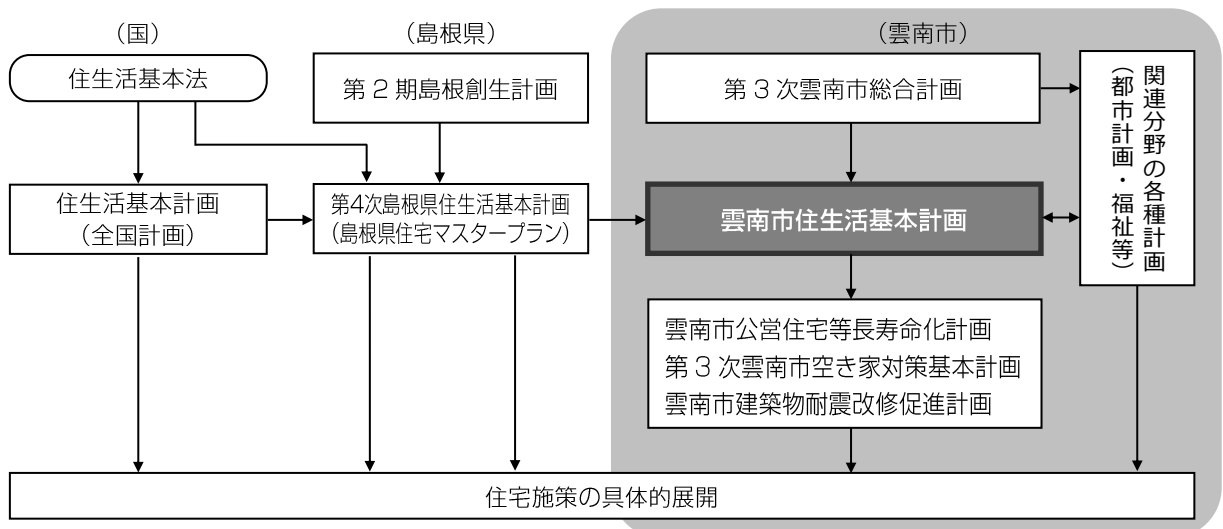 （国）
住生活基本法
住生活基本計画
（全国計画）
（島根県）
第２期島根創生計画
第4次島根県住生活基本計画
（島根県住宅マスタープラン）
（雲南市）
第３次雲南市総合計画
雲南市住生活基本計画
雲南市公営住宅等長寿命化計画
第３次雲南市空き家対策基本計画
雲南市建築物耐震改修促進計画
関連分野の各種計画
（都市計画・福祉等）
住宅施策の具体的展開